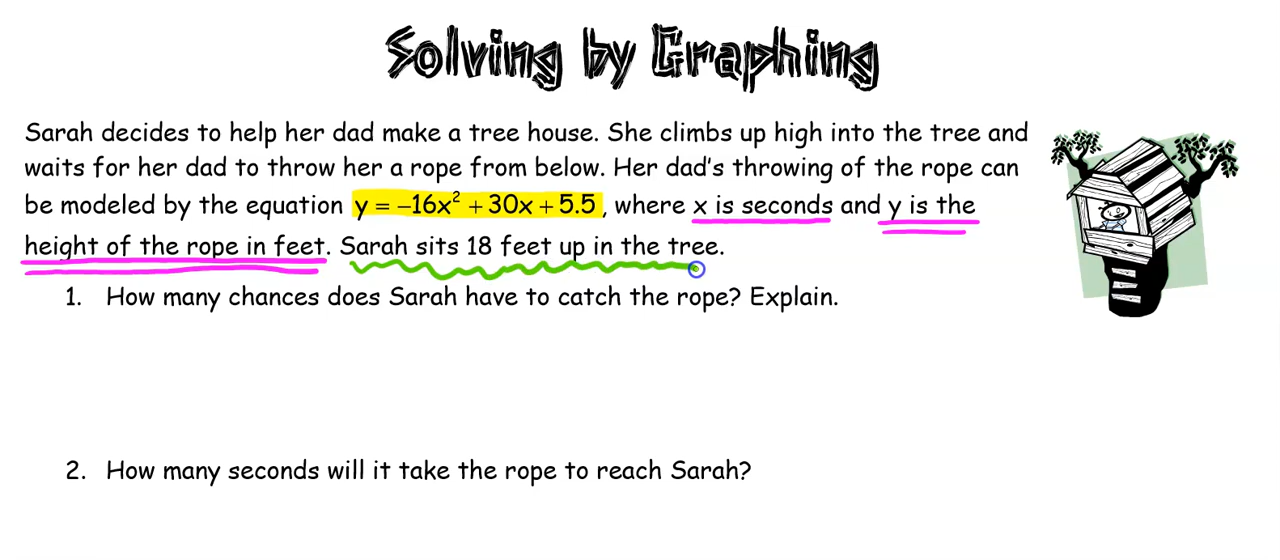 Solving by Graphing
Sarah decides to help her dad make a tree house. She climbs up high into the tree and
waits for her dad to throw her a rope from below. Her dad's throwing of the rope can
be modeled by the equation y = −16x² + 30x + 5.5, where x is seconds and y is the
height of the rope in feet. Sarah sits 18 feet up in the tree.
1. How many chances does Sarah have to catch the rope? Explain.
2. How many seconds will it take the rope to reach Sarah?